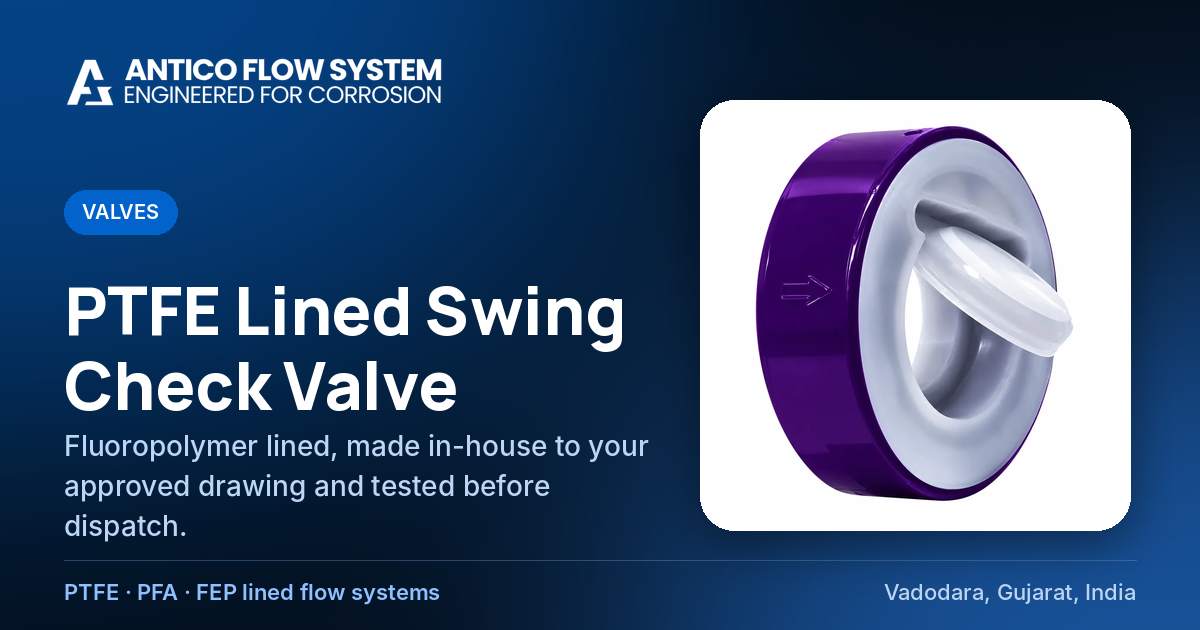 ANTICO FLOW SYSTEM
ENGINEERED FOR CORROSION
VALVES
PTFE Lined Swing
Check Valve
Fluoropolymer lined, made in-house to your
approved drawing and tested before
dispatch.
PTFE · PFA · FEP lined flow systems
Vadodara, Gujarat, India